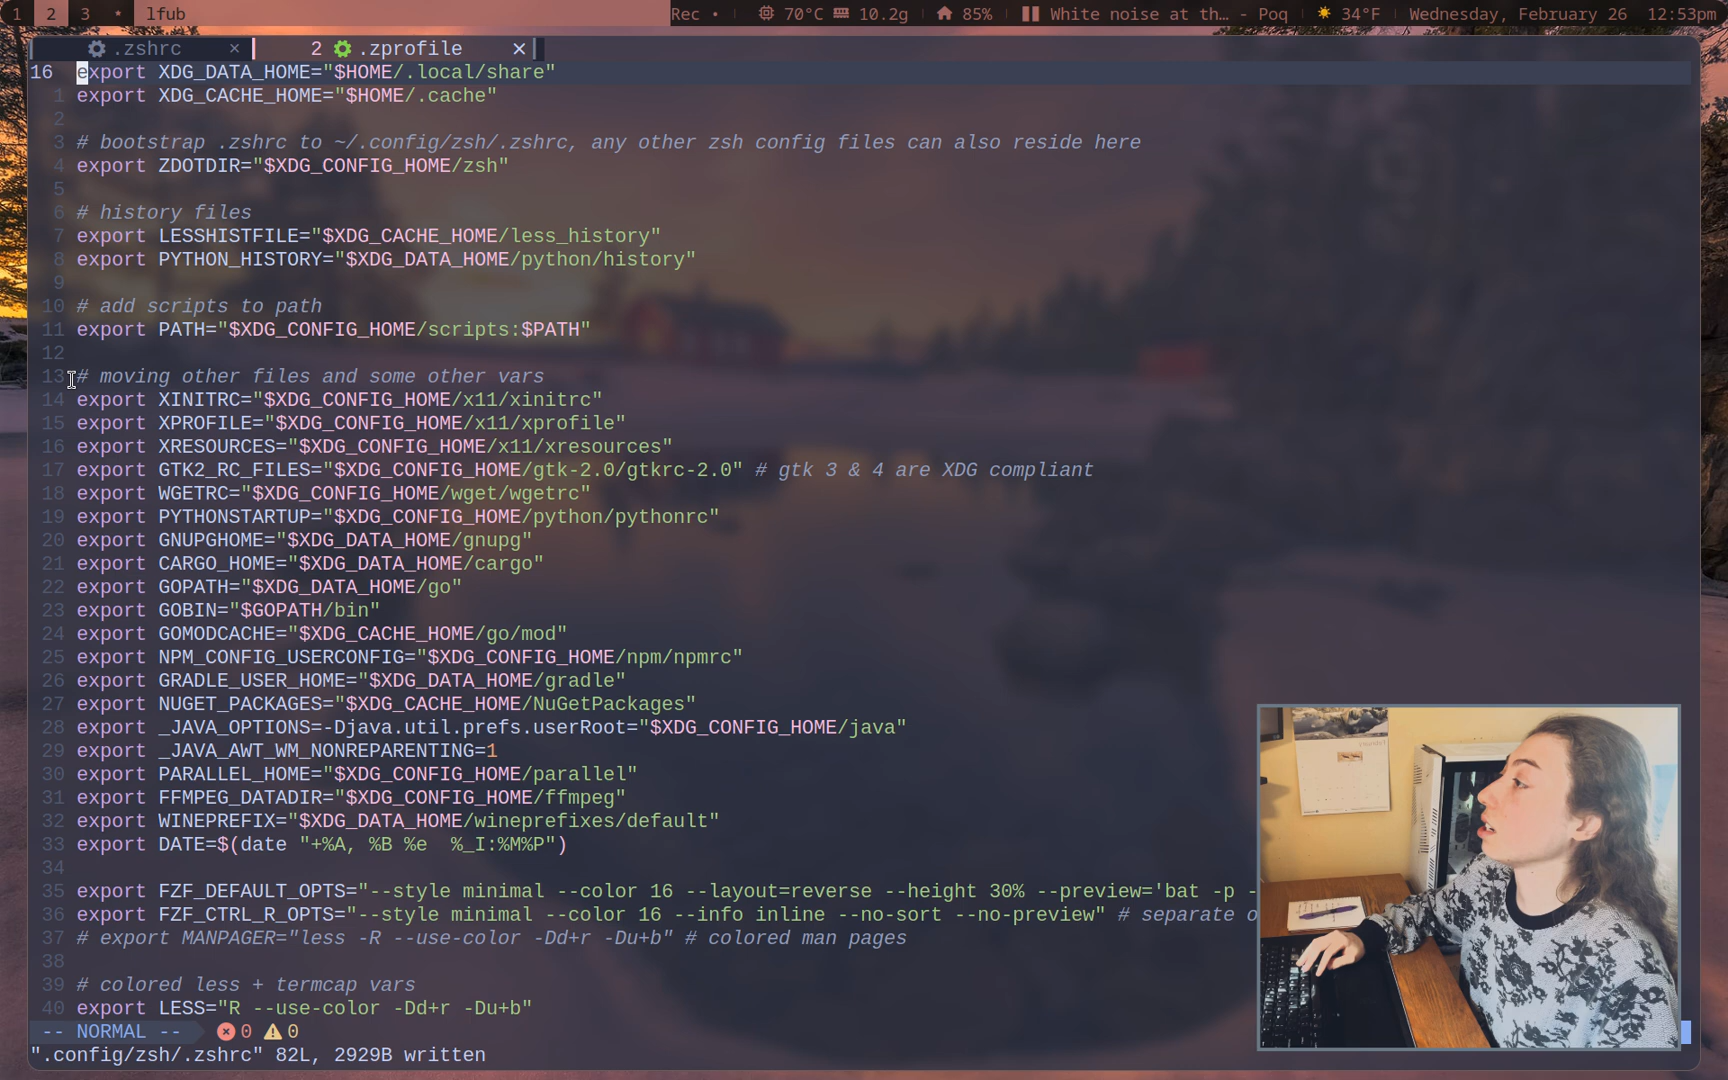 1 2 3 • lfub Rec • 70°C 10.2g 85% White noise at th… - Poq 34°F Wednesday, February 26 12:53pm
.zshrc × 2 .zprofile ×
16 export XDG_DATA_HOME="$HOME/.local/share"
1 export XDG_CACHE_HOME="$HOME/.cache"
2
3 # bootstrap .zshrc to ~/.config/zsh/.zshrc, any other zsh config files can also reside here
4 export ZDOTDIR="$XDG_CONFIG_HOME/zsh"
5
6 # history files
7 export LESSHISTFILE="$XDG_CACHE_HOME/less_history"
8 export PYTHON_HISTORY="$XDG_DATA_HOME/python/history"
9
10 # add scripts to path
11 export PATH="$XDG_CONFIG_HOME/scripts:$PATH"
12
13 # moving other files and some other vars
14 export XINITRC="$XDG_CONFIG_HOME/x11/xinitrc"
15 export XPROFILE="$XDG_CONFIG_HOME/x11/xprofile"
16 export XRESOURCES="$XDG_CONFIG_HOME/x11/xresources"
17 export GTK2_RC_FILES="$XDG_CONFIG_HOME/gtk-2.0/gtkrc-2.0" # gtk 3 & 4 are XDG compliant
18 export WGETRC="$XDG_CONFIG_HOME/wget/wgetrc"
19 export PYTHONSTARTUP="$XDG_CONFIG_HOME/python/pythonrc"
20 export GNUPGHOME="$XDG_DATA_HOME/gnupg"
21 export CARGO_HOME="$XDG_DATA_HOME/cargo"
22 export GOPATH="$XDG_DATA_HOME/go"
23 export GOBIN="$GOPATH/bin"
24 export GOMODCACHE="$XDG_CACHE_HOME/go/mod"
25 export NPM_CONFIG_USERCONFIG="$XDG_CONFIG_HOME/npm/npmrc"
26 export GRADLE_USER_HOME="$XDG_DATA_HOME/gradle"
27 export NUGET_PACKAGES="$XDG_CACHE_HOME/NuGetPackages"
28 export _JAVA_OPTIONS=-Djava.util.prefs.userRoot="$XDG_CONFIG_HOME/java"
29 export _JAVA_AWT_WM_NONREPARENTING=1
30 export PARALLEL_HOME="$XDG_CONFIG_HOME/parallel"
31 export FFMPEG_DATADIR="$XDG_CONFIG_HOME/ffmpeg"
32 export WINEPREFIX="$XDG_DATA_HOME/wineprefixes/default"
33 export DATE=$(date "+%A, %B %e  %_I:%M%P")
34
35 export FZF_DEFAULT_OPTS="--style minimal --color 16 --layout=reverse --height 30% --preview='bat -p -
36 export FZF_CTRL_R_OPTS="--style minimal --color 16 --info inline --no-sort --no-preview" # separate o
37 # export MANPAGER="less -R --use-color -Dd+r -Du+b" # colored man pages
38
39 # colored less + termcap vars
40 export LESS="R --use-color -Dd+r -Du+b"
-- NORMAL -- 0 0
".config/zsh/.zshrc" 82L, 2929B written